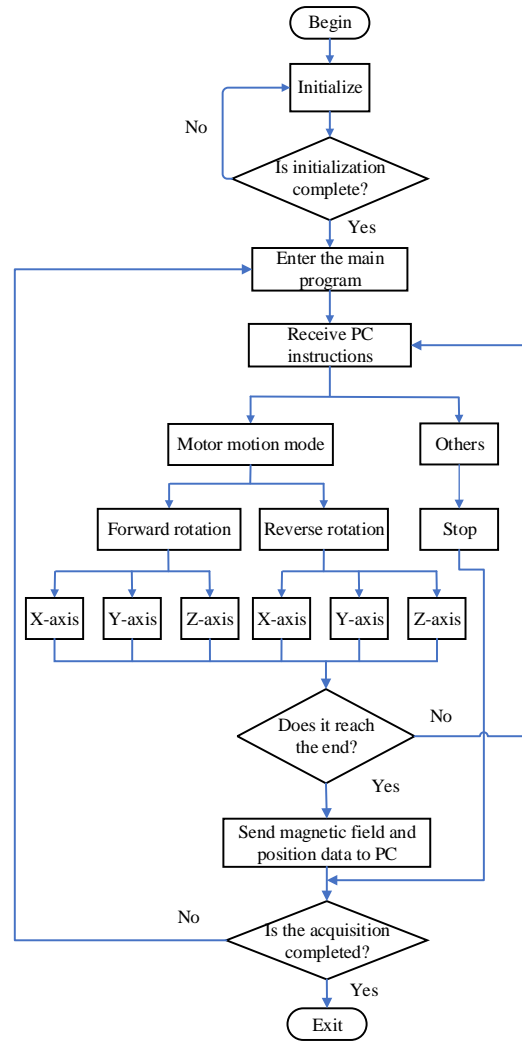 Begin
Initialize
No
Is initialization
complete?
Yes
Enter the main
program
Receive PC
instructions
Motor motion mode
Others
Forward rotation
Reverse rotation
Stop
X-axis
Y-axis
Z-axis
X-axis
Y-axis
Z-axis
Does it reach
the end?
No
Yes
Send magnetic field and
position data to PC
No
Is the acquisition
completed?
Yes
Exit